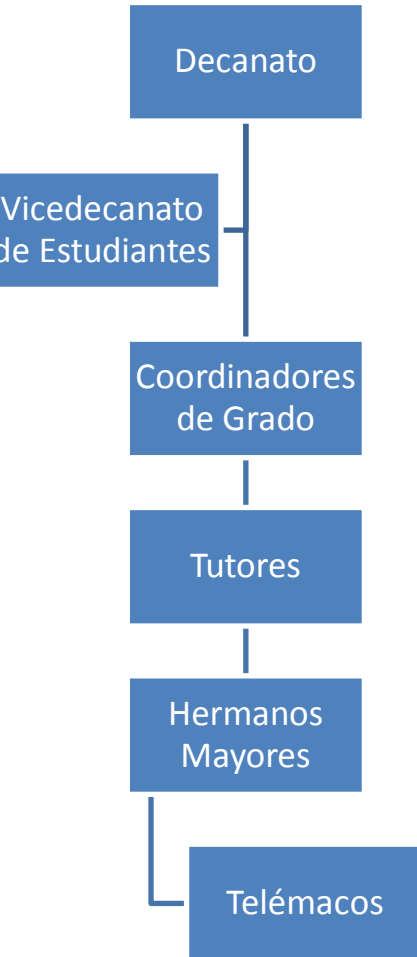 Decanato
Vicedecanato
de Estudiantes
Coordinadores
de Grado
Tutores
Hermanos
Mayores
Telémacos